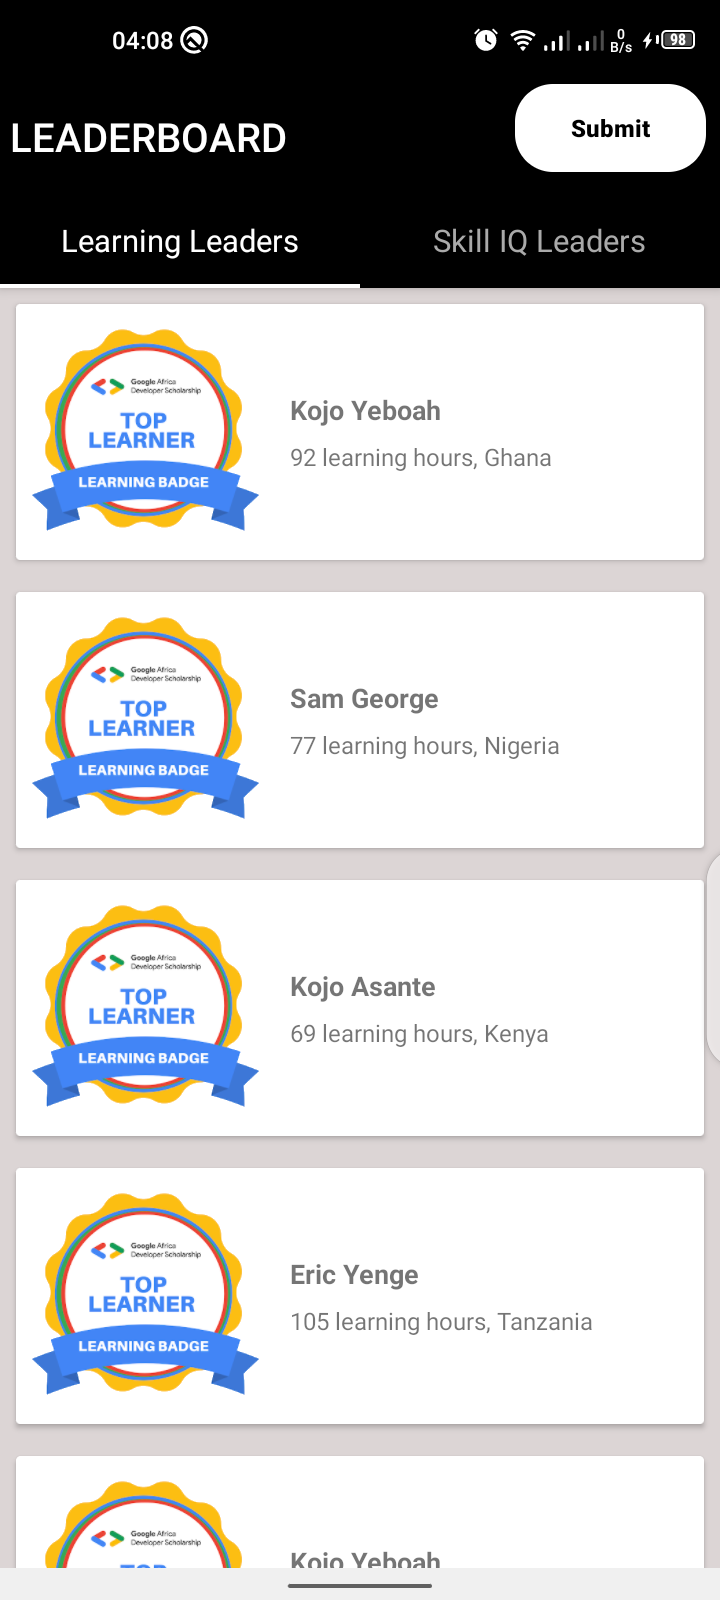 04:08
0
B/s
98
LEADERBOARD
Submit
Learning Leaders
Skill IQ Leaders
Google Africa
Developer Scholarship
TOP
LEARNER
LEARNING BADGE
Kojo Yeboah
92 learning hours, Ghana
Google Africa
Developer Scholarship
TOP
LEARNER
LEARNING BADGE
Sam George
77 learning hours, Nigeria
Google Africa
Developer Scholarship
TOP
LEARNER
LEARNING BADGE
Kojo Asante
69 learning hours, Kenya
Google Africa
Developer Scholarship
TOP
LEARNER
LEARNING BADGE
Eric Yenge
105 learning hours, Tanzania
Google Africa
Developer Scholarship
TOP
Kojo Yeboah